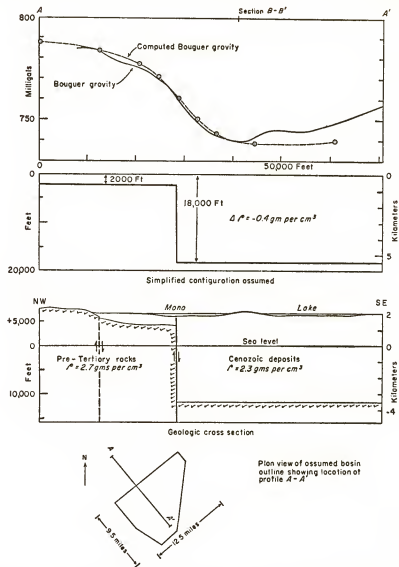 A
Section B-B'
A'
800
Computed Bouguer gravity
Bouguer gravity
Milligals
750
0
50,000 Feet
0
2000 Ft
18,000 Ft
Δρ = -0.4 gm per cm³
Feet
20,000
0
5
Kilometers
Simplified configuration assumed
NW
Mono
Lake
SE
+5,000
Sea level
0
Pre-Tertiary rocks
ρ = 2.7 gms per cm³
Cenozoic deposits
ρ = 2.3 gms per cm³
Feet
10,000
2
0
-4
Kilometers
Geologic cross section
N
A
A'
9.5 miles
12.5 miles
Plan view of assumed basin
outline showing location of
profile A-A'